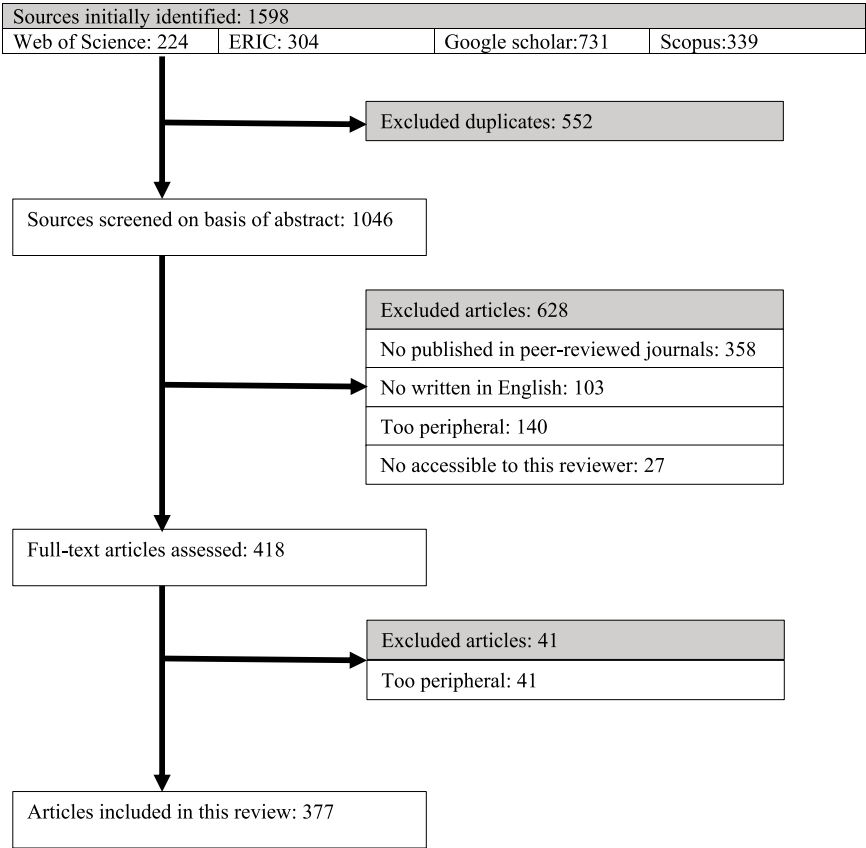 Sources initially identified: 1598
Web of Science: 224 ERIC: 304 Google scholar:731 Scopus:339
Excluded duplicates: 552
Sources screened on basis of abstract: 1046
Excluded articles: 628
No published in peer-reviewed journals: 358
No written in English: 103
Too peripheral: 140
No accessible to this reviewer: 27
Full-text articles assessed: 418
Excluded articles: 41
Too peripheral: 41
Articles included in this review: 377